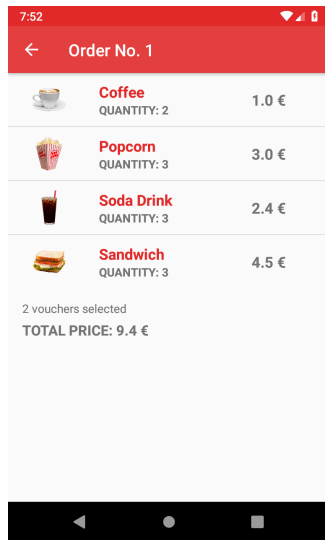 7:52
Order No. 1
Coffee
QUANTITY: 2
1.0 €
Popcorn
QUANTITY: 3
3.0 €
Soda Drink
QUANTITY: 3
2.4 €
Sandwich
QUANTITY: 3
4.5 €
2 vouchers selected
TOTAL PRICE: 9.4 €